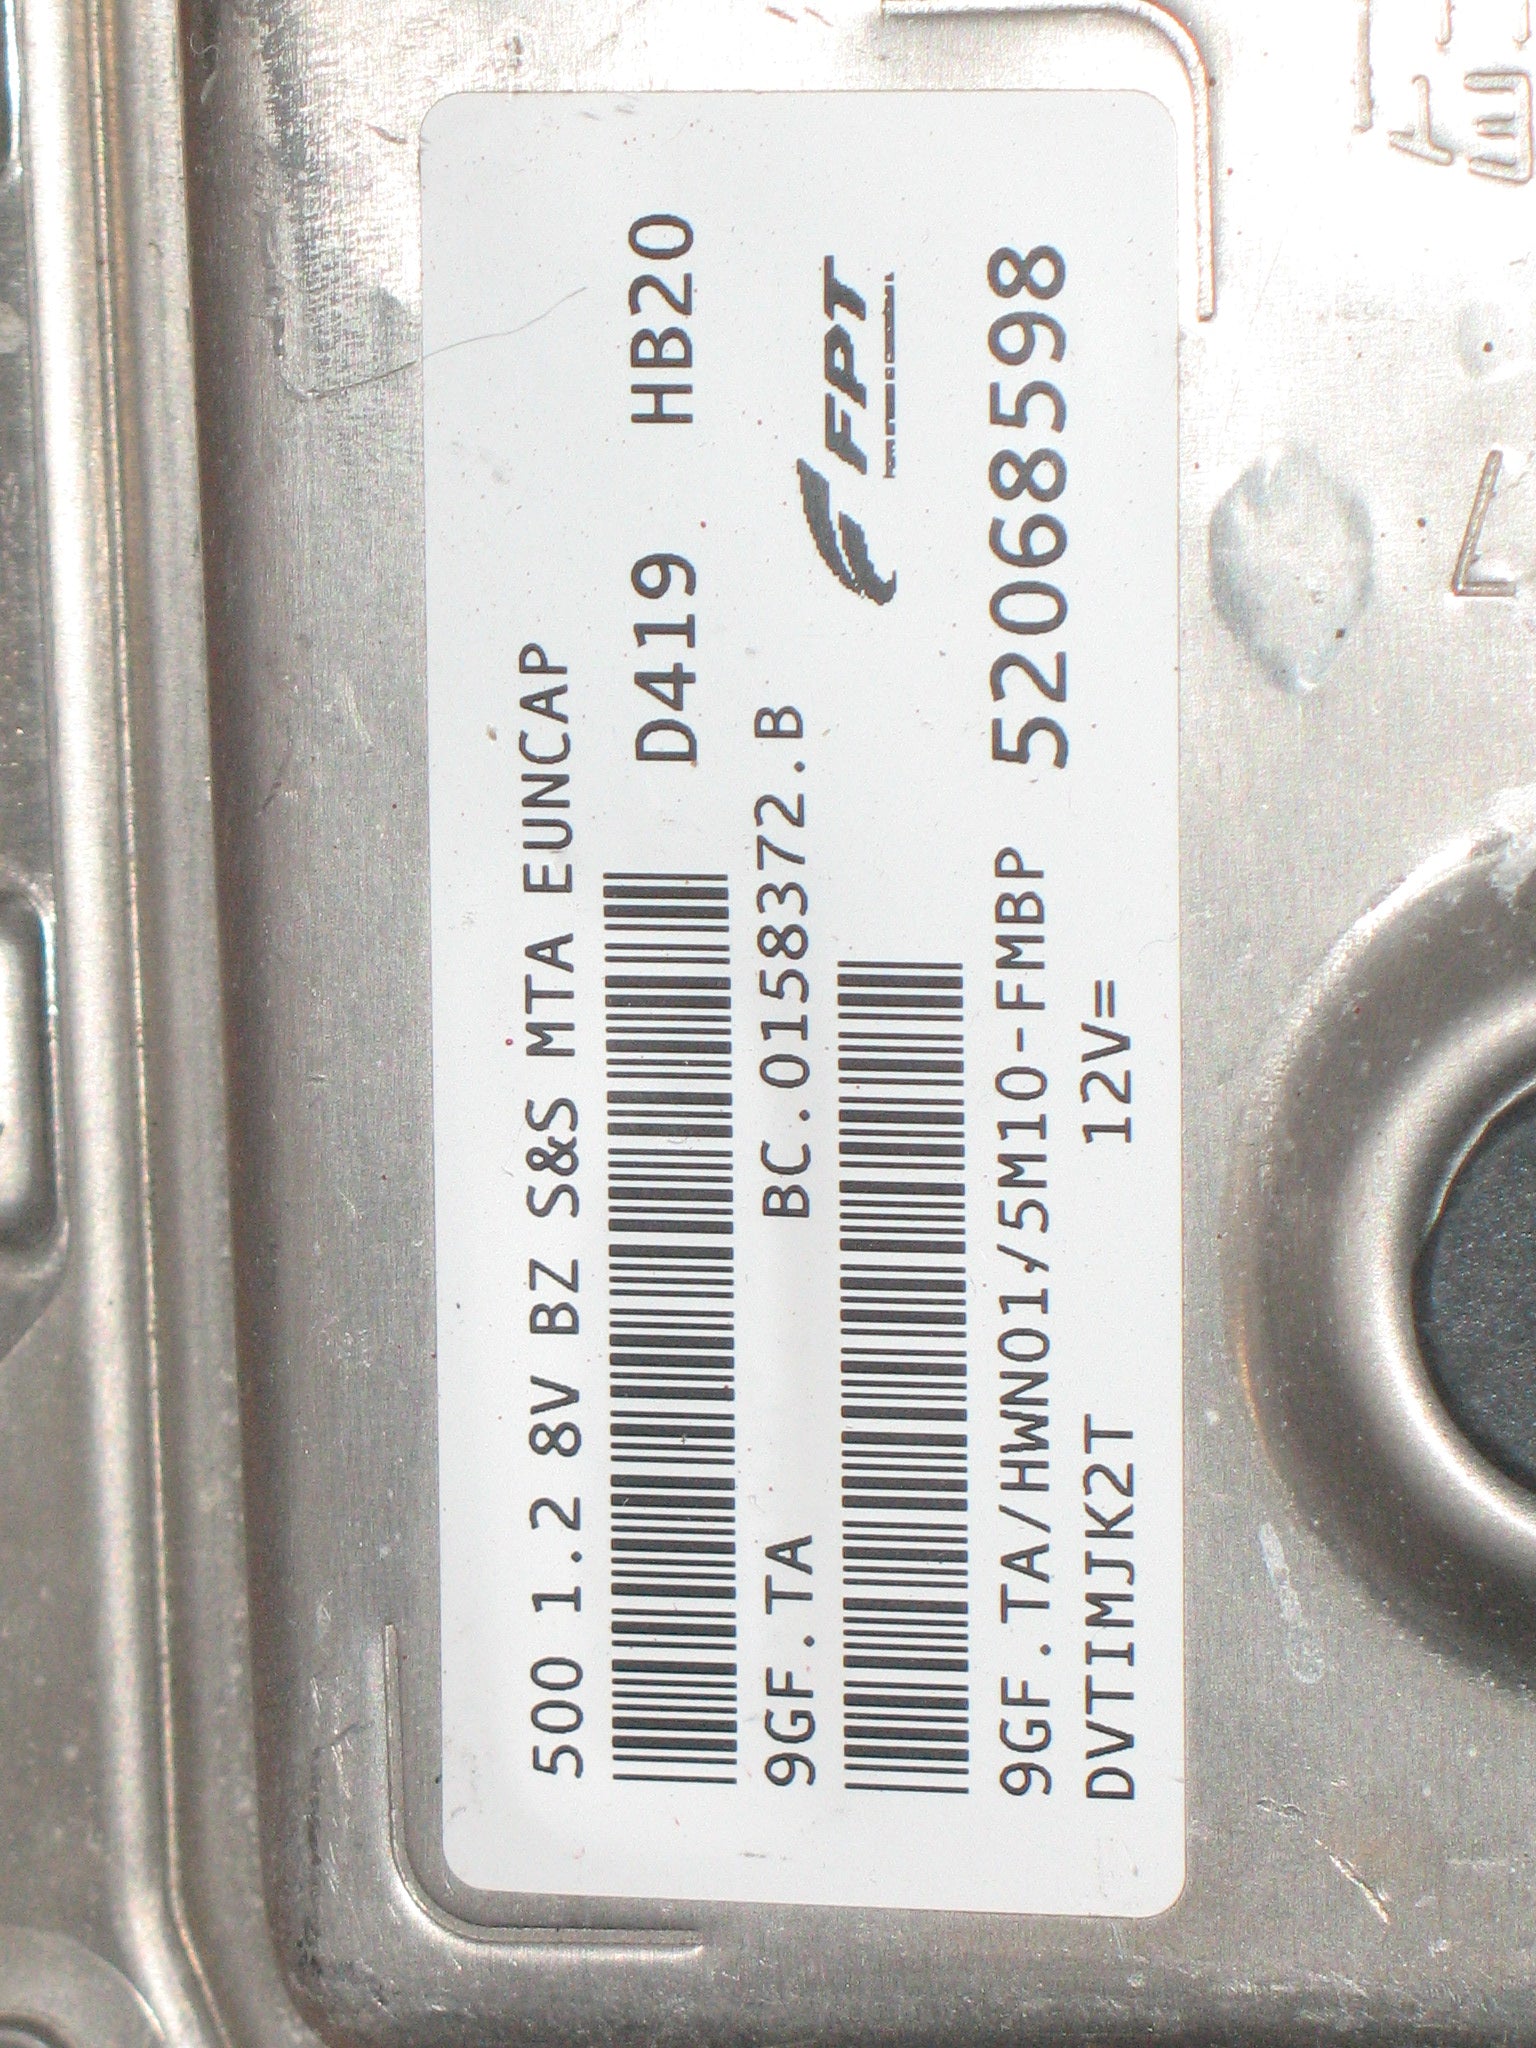 500 1.2 8V BZ S&S MTA EUNCAP
D419 HB20
9GF.TA BC.0158372.B
FPT
9GF.TA/HWN01/5M10-FMBP 52068598
DVTIMJK2T 12V=